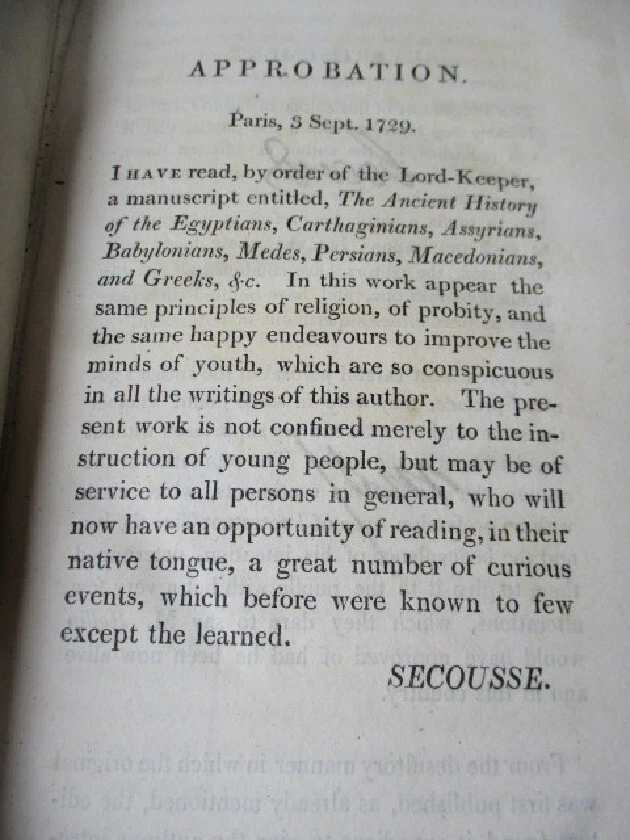 APPROBATION.
Paris, 3 Sept. 1729.
I HAVE read, by order of the Lord-Keeper,
a manuscript entitled, The Ancient History
of the Egyptians, Carthaginians, Assyrians,
Babylonians, Medes, Persians, Macedonians,
and Greeks, &c. In this work appear the
same principles of religion, of probity, and
the same happy endeavours to improve the
minds of youth, which are so conspicuous
in all the writings of this author. The pre-
sent work is not confined merely to the in-
struction of young people, but may be of
service to all persons in general, who will
now have an opportunity of reading, in their
native tongue, a great number of curious
events, which before were known to few
except the learned.
SECOUSSE.